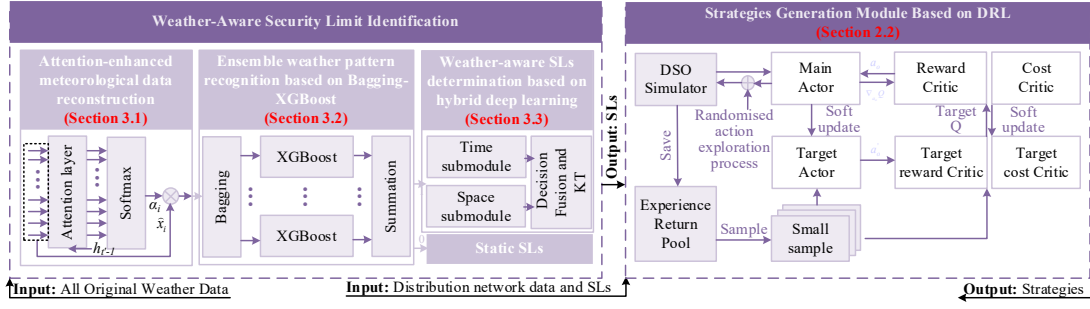 Weather-Aware Security Limit Identification
Attention-enhanced
meteorological data
reconstruction
(Section 3.1)
Attention layer
Softmax
α_i
x̂_i
h_{t'-1}
Ensemble weather pattern
recognition based on Bagging-
XGBoost
(Section 3.2)
Bagging
XGBoost
XGBoost
Summation
0
Weather-aware SLs
determination based on
hybrid deep learning
(Section 3.3)
Time submodule
Space
submodule
Decision
Fusion and
KT
Static SLs
Input: All Original Weather Data
Output: SLs
Input: Distribution network data and SLs
Strategies Generation Module Based on DRL
(Section 2.2)
DSO
Simulator
Main
Actor
Reward
Critic
Cost
Critic
Randomised
action
exploration
process
Soft
update
Target
Q
Soft
update
Save
Target
Actor
Target
reward Critic
Target
cost Critic
Experience
Return
Pool
Sample
Small
sample
Output: Strategies